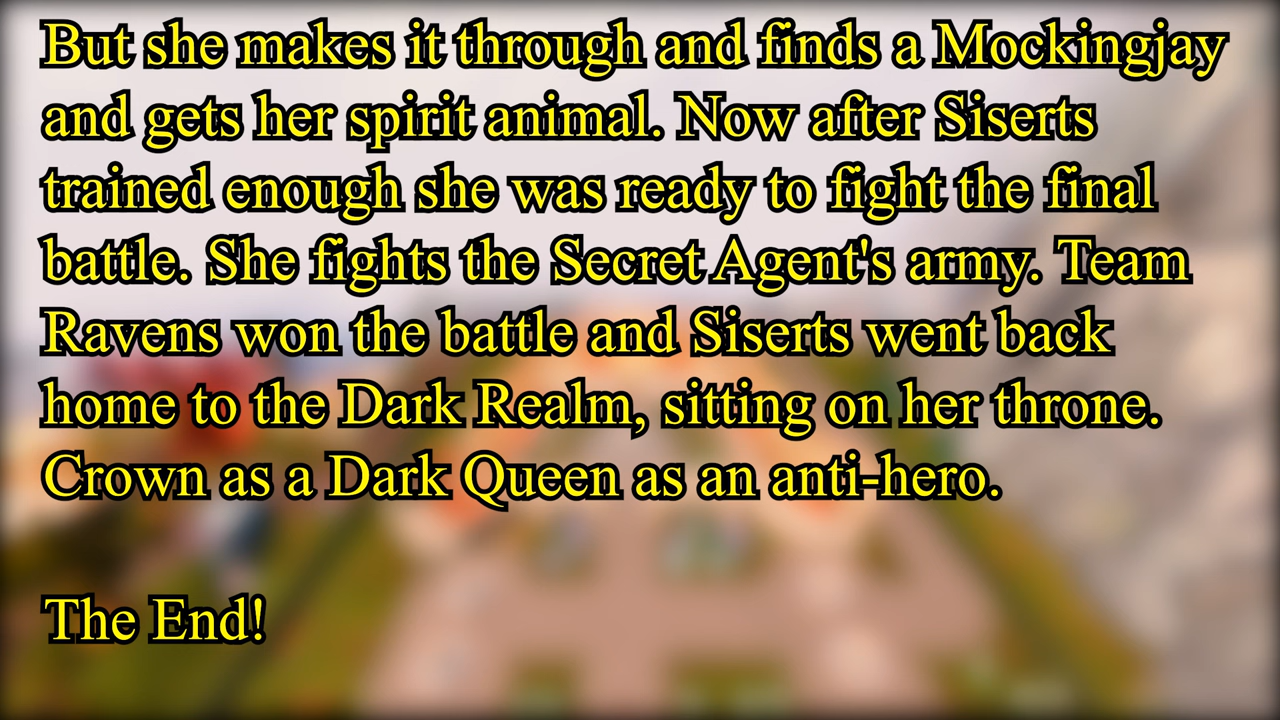 But she makes it through and finds a Mockingjay
and gets her spirit animal. Now after Siserts
trained enough she was ready to fight the final
battle. She fights the Secret Agent's army. Team
Ravens won the battle and Siserts went back
home to the Dark Realm, sitting on her throne.
Crown as a Dark Queen as an anti-hero.
The End!